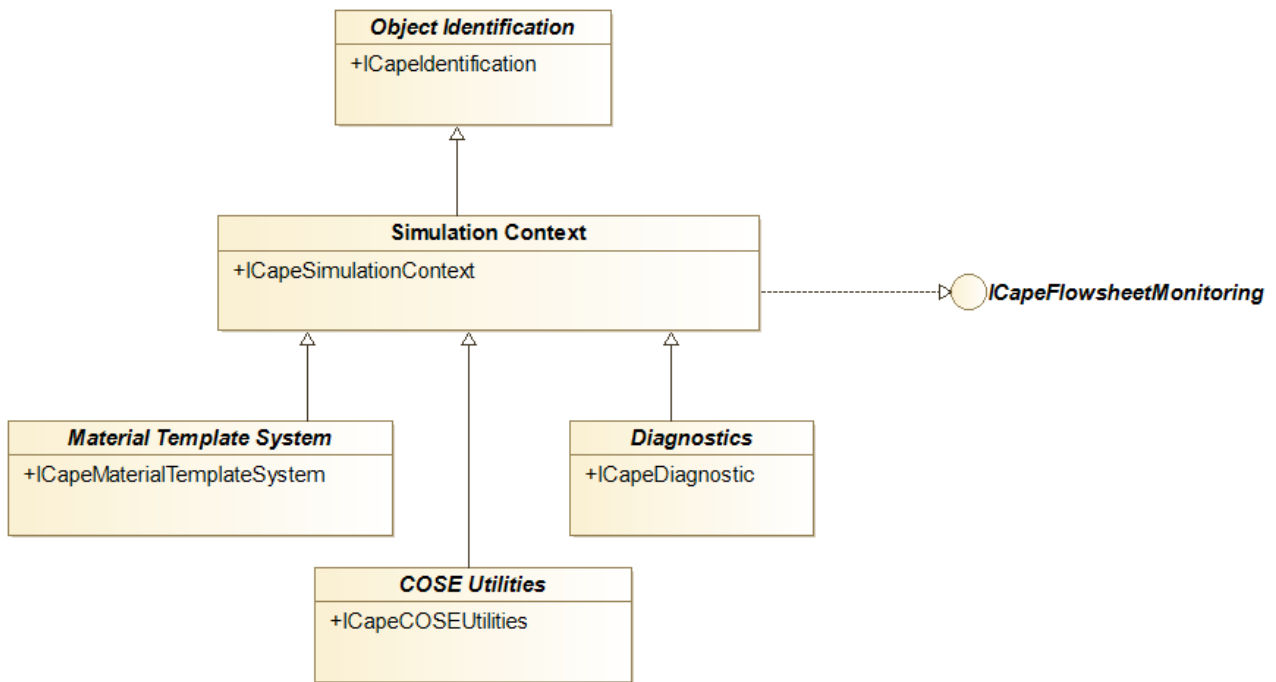 Object Identification
+ICapeIdentification
Simulation Context
+ICapeSimulationContext
ICapeFlowsheetMonitoring
Material Template System
+ICapeMaterialTemplateSystem
Diagnostics
+ICapeDiagnostic
COSE Utilities
+ICapeCOSEUtilities